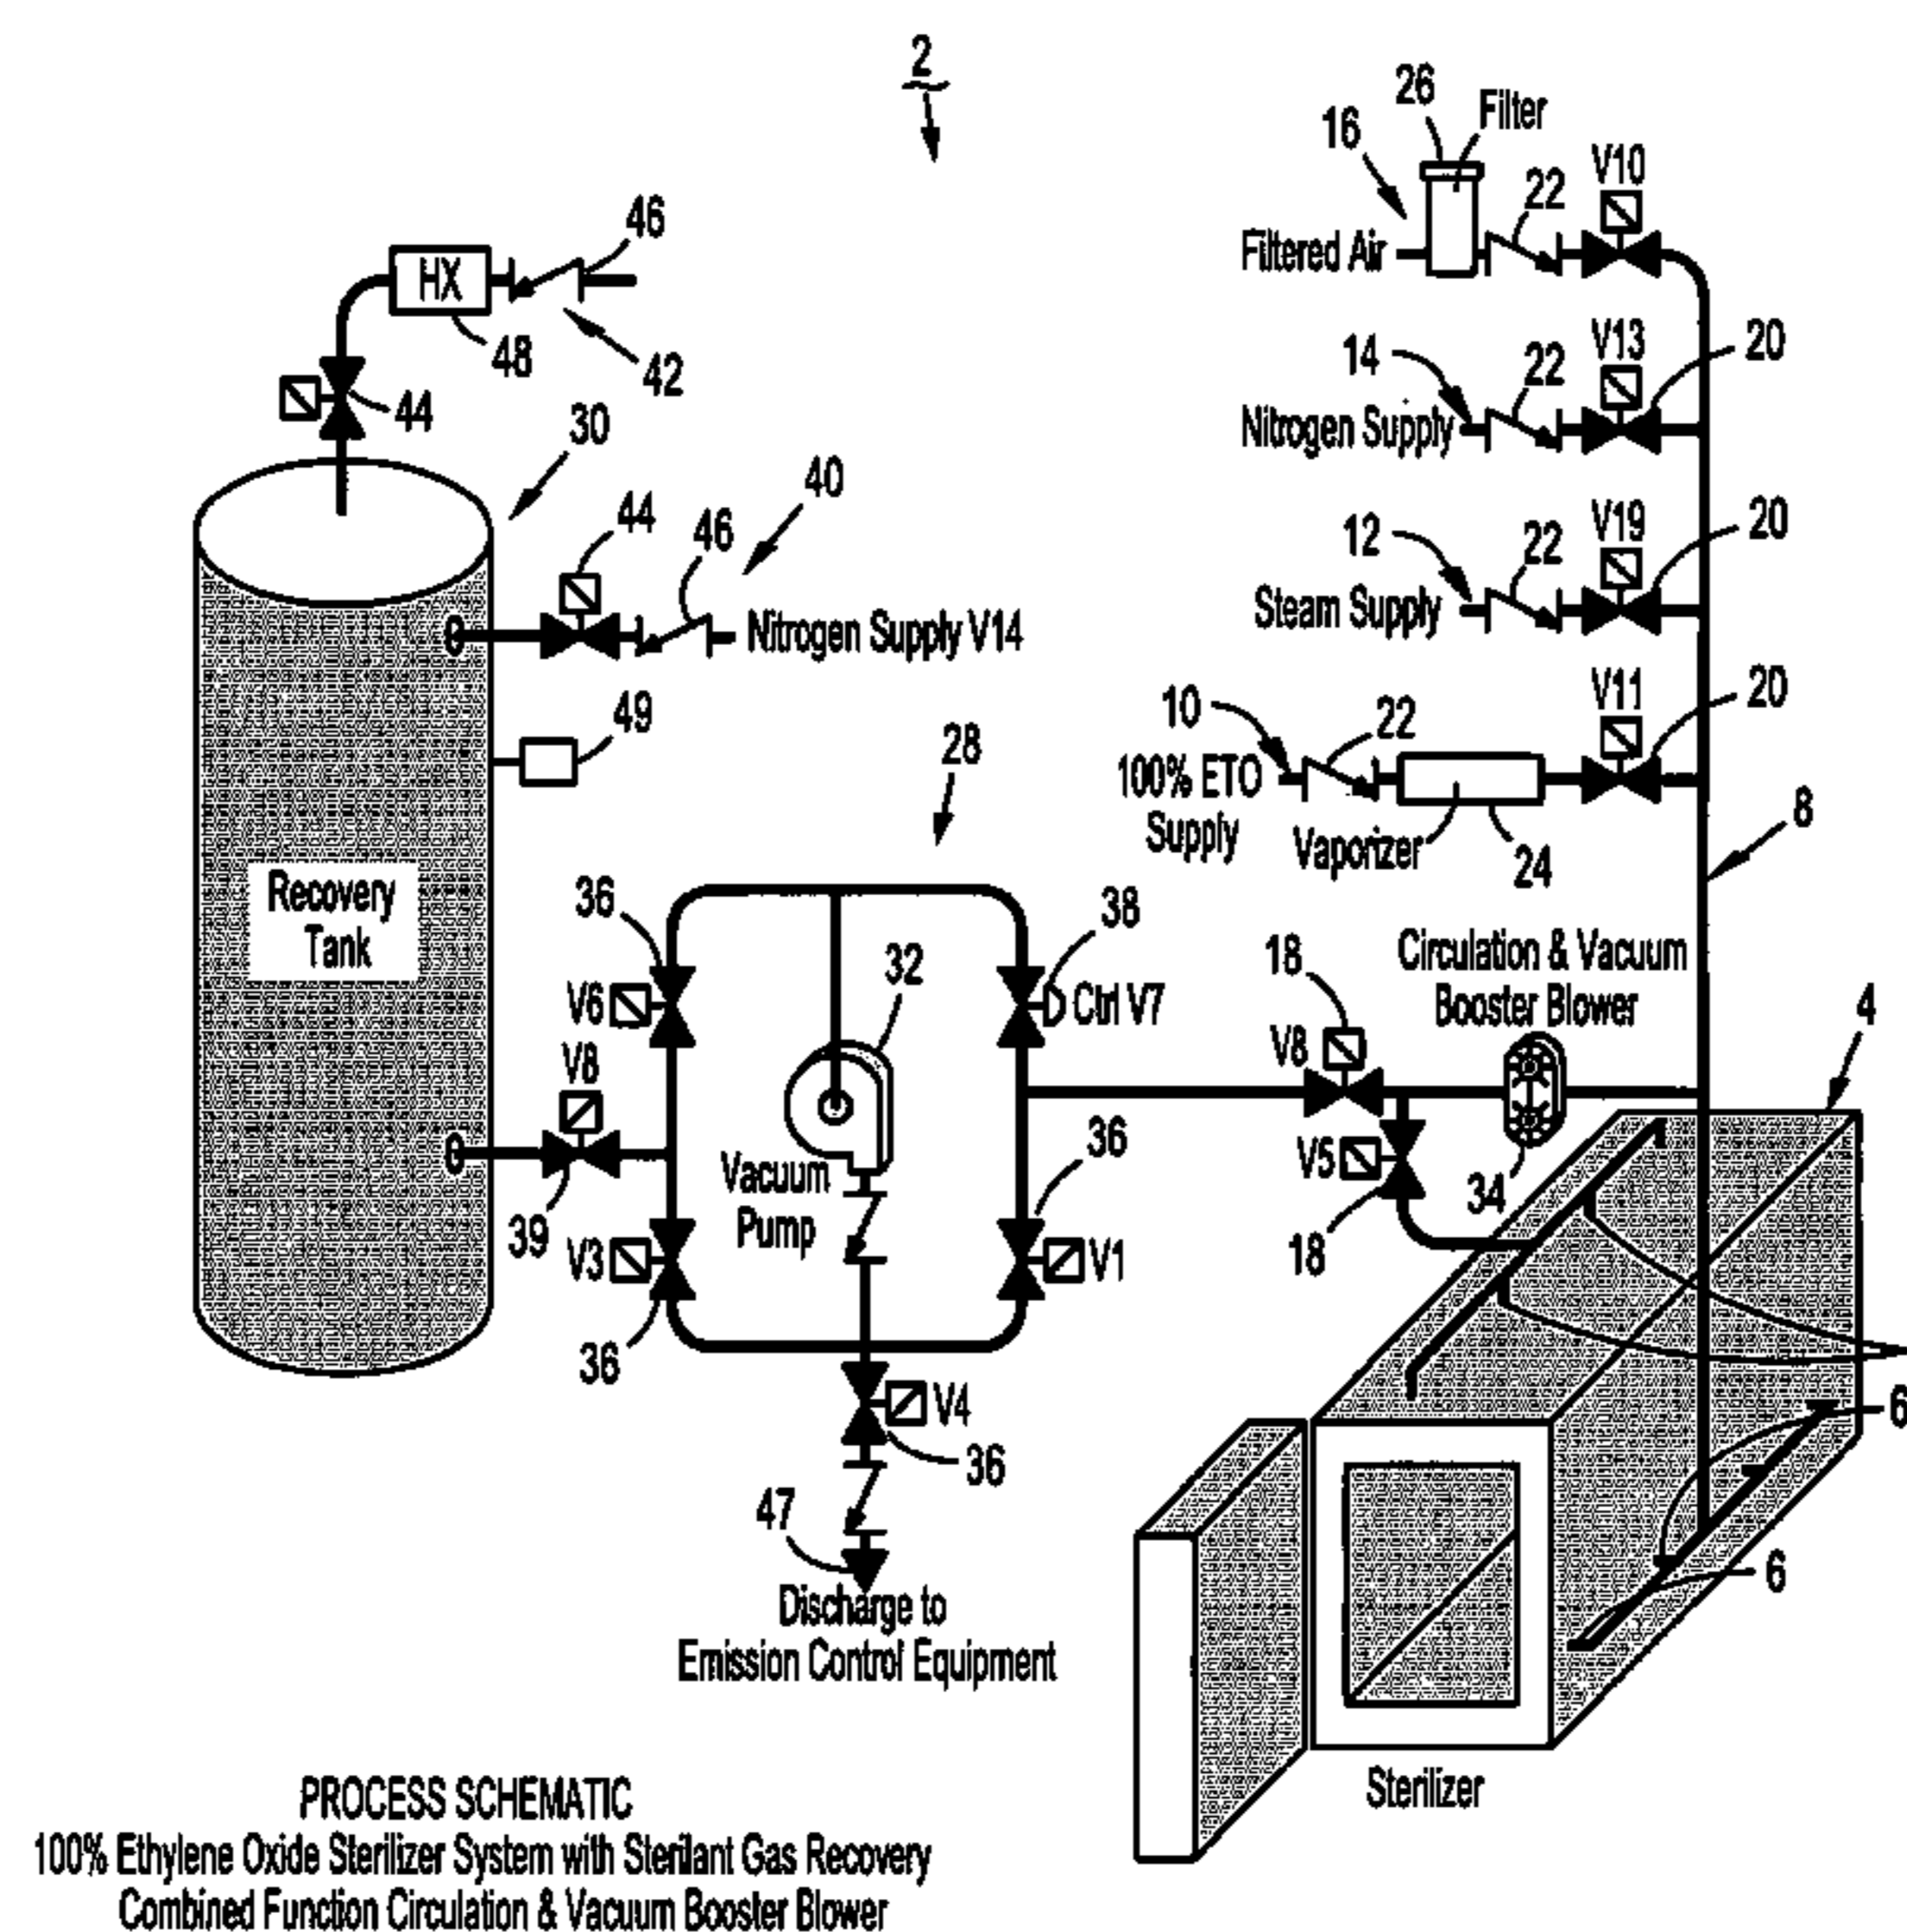 2
26
Filter
16
V10
22
Filtered Air
46
HX
48
42
44
30
14
22
V13
20
Nitrogen Supply
40
44
46
Nitrogen Supply V14
12
22
V19
20
Steam Supply
49
28
10
22
V11
20
100% ETO
Supply
Vaporizer
24
8
Recovery
Tank
36
32
38
V6
Ctrl V7
18
Circulation & Vacuum
Booster Blower
4
V8
V8
39
Vacuum
Pump
36
V5
34
18
V3
V1
36
V4
36
6
6
47
Discharge to
Emission Control Equipment
Sterilizer
PROCESS SCHEMATIC
100% Ethylene Oxide Sterilizer System with Sterilant Gas Recovery
Combined Function Circulation & Vacuum Booster Blower